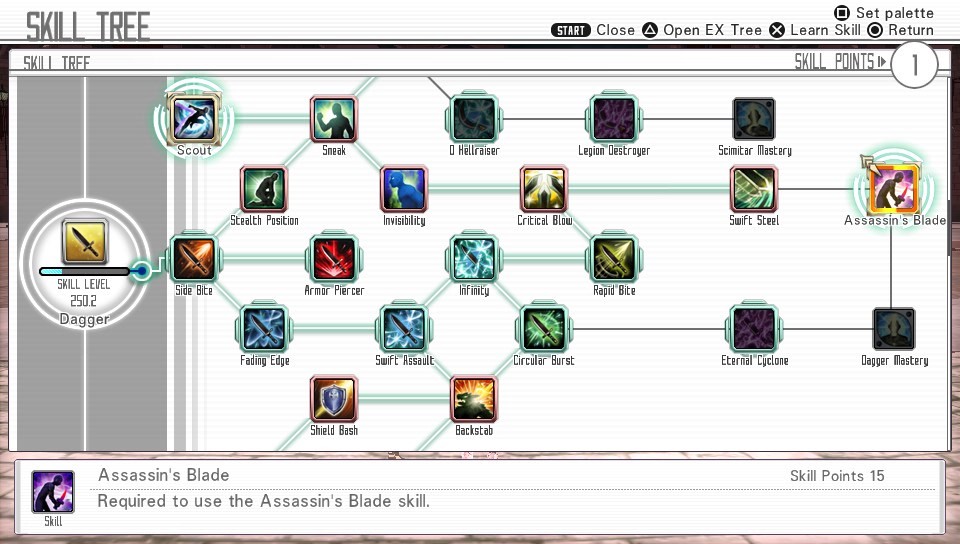 SKILL TREE
Set palette
START Close Open EX Tree Learn Skill Return
SKILL TREE
SKILL POINTS 1
Scout
Sneak
O Hellraiser
Legion Destroyer
Scimitar Mastery
Stealth Position
Invisibility
Critical Blow
Swift Steel
Assassin's Blade
Side Bite
Armor Piercer
Infinity
Rapid Bite
SKILL LEVEL
250.2
Dagger
Fading Edge
Swift Assault
Circular Burst
Eternal Cyclone
Dagger Mastery
Shield Bash
Backstab
Assassin's Blade
Skill Points 15
Required to use the Assassin's Blade skill.
Skill